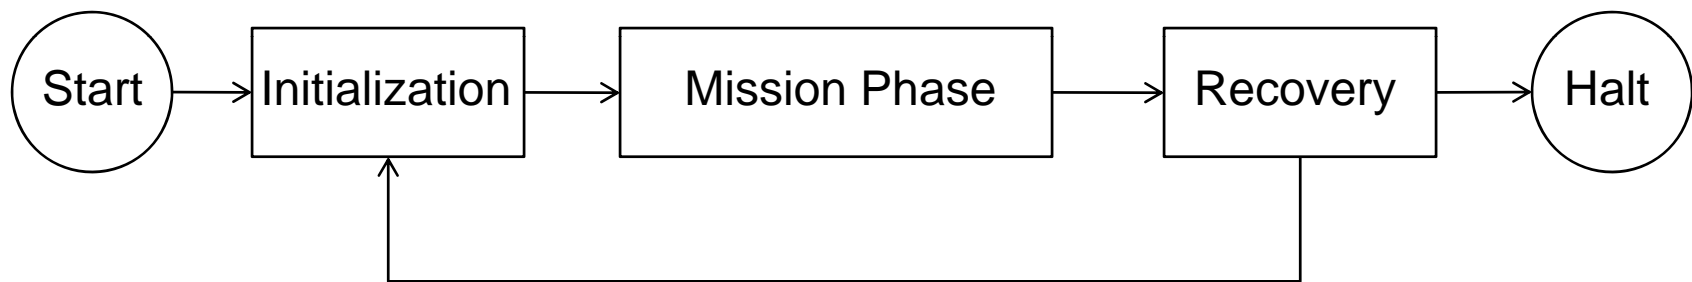 Start
Initialization
Mission Phase
Recovery
Halt